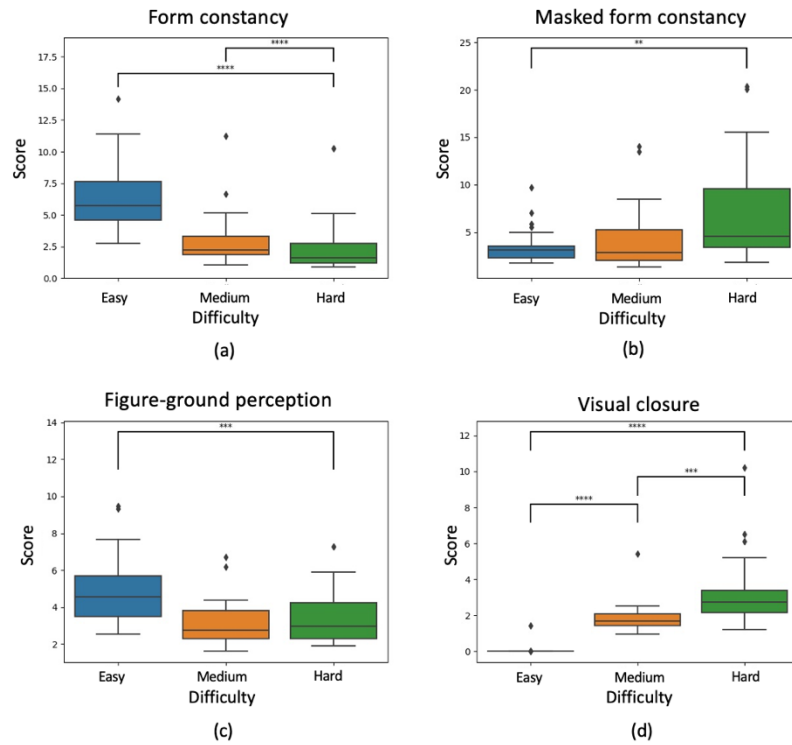 Form constancy
17.5
15.0
12.5
10.0
7.5
5.0
2.5
0.0
Score
****
****
Easy Medium Hard
Difficulty
(a)
Masked form constancy
25
20
15
10
5
Score
**
Easy Medium Hard
Difficulty
(b)
Figure-ground perception
14
12
10
8
6
4
2
Score
***
Easy Medium Hard
Difficulty
(c)
Visual closure
12
10
8
6
4
2
0
Score
****
***
****
Easy Medium Hard
Difficulty
(d)